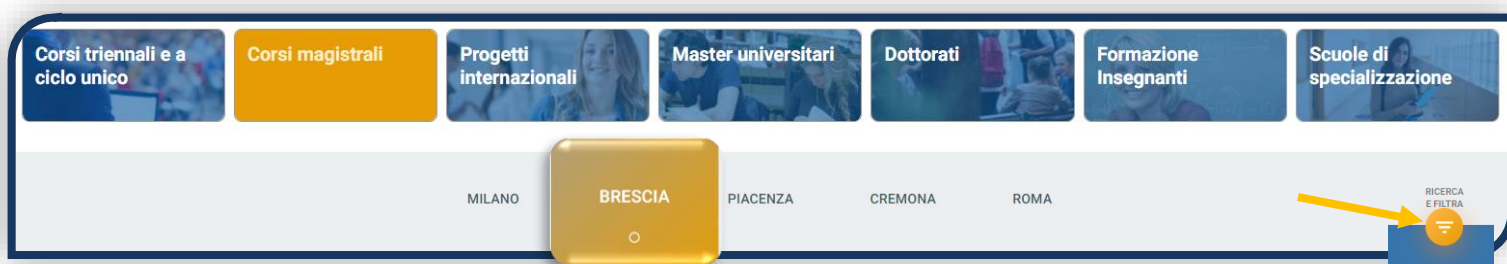 Corsi triennali e a
ciclo unico
Corsi magistrali
Progetti
internazionali
Master universitari
Dottorati
Formazione
Insegnanti
Scuole di
specializzazione
MILANO
BRESCIA
PIACENZA
CREMONA
ROMA
RICERCA
E FILTRA